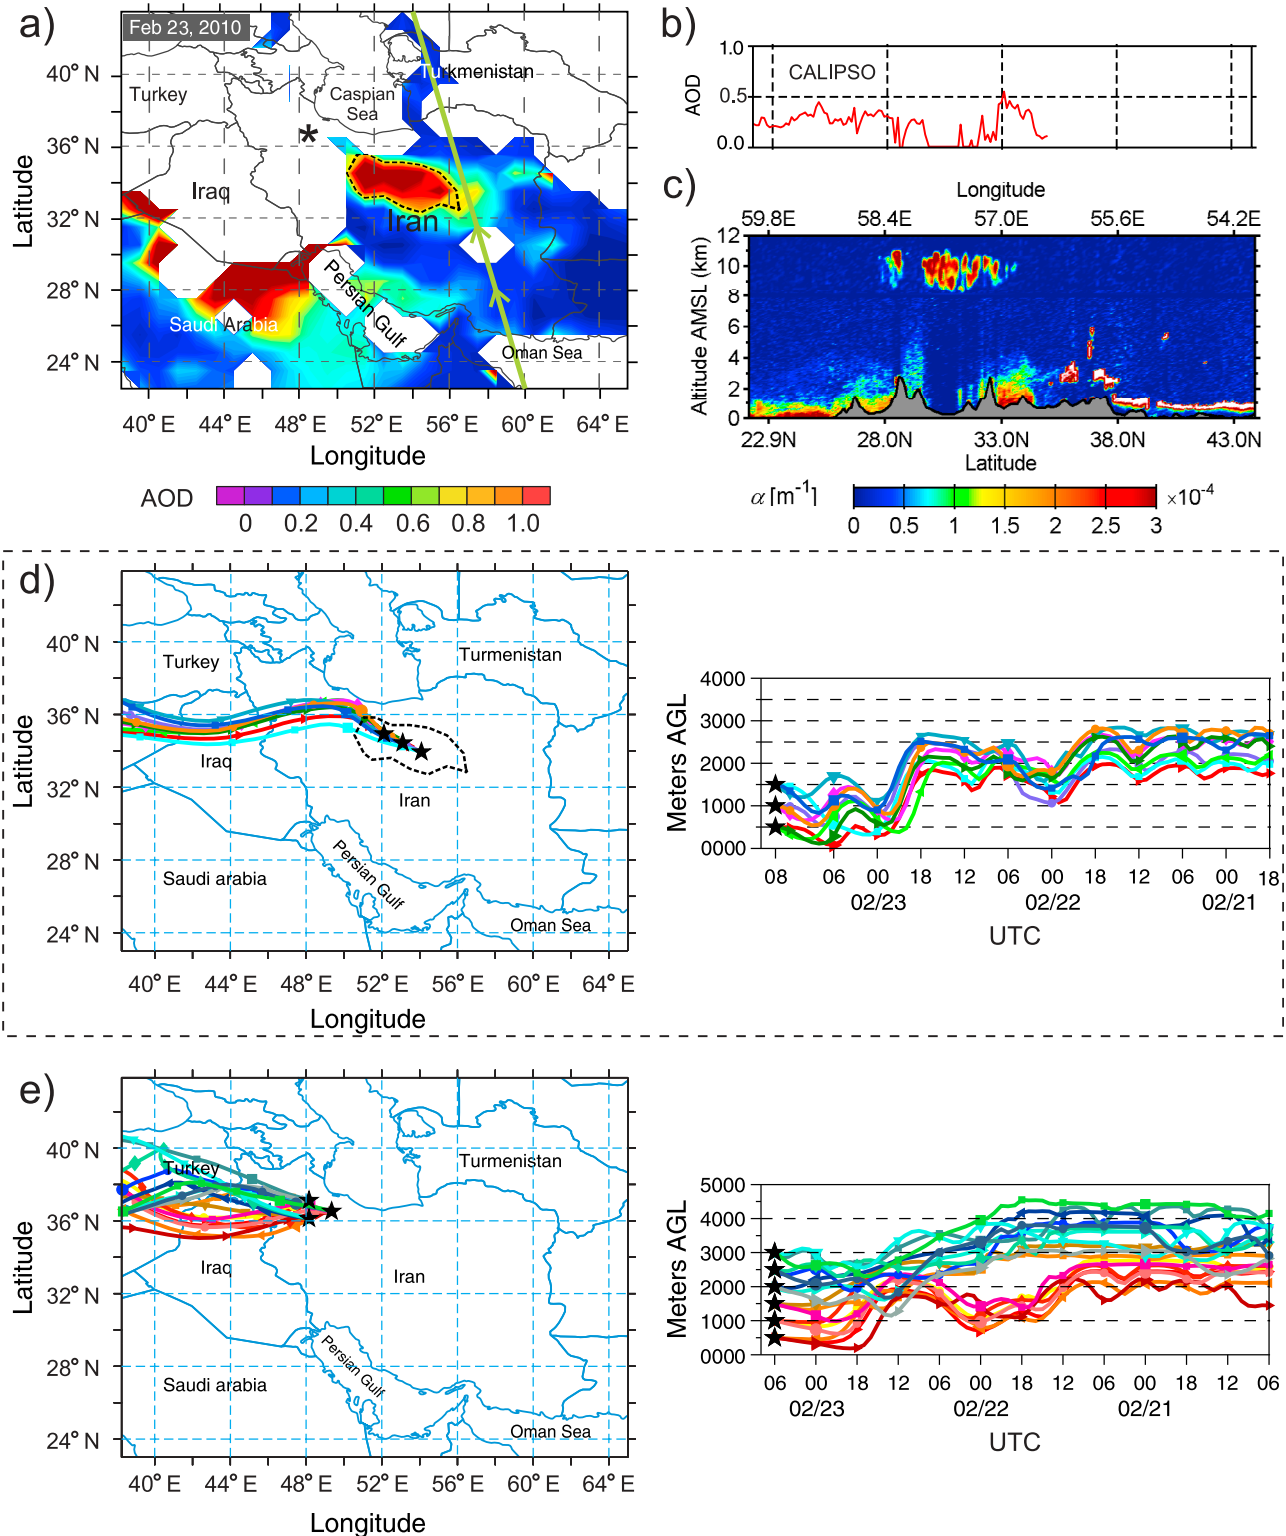 a)
Feb 23, 2010
40° N
36° N
32° N
28° N
24° N
Latitude
Turkey
Caspian
Sea
Turkmenistan
*
Iraq
Iran
Persian Gulf
Saudi Arabia
Oman Sea
40° E 44° E 48° E 52° E 56° E 60° E 64° E
Longitude
AOD
0 0.2 0.4 0.6 0.8 1.0
b)
AOD
1.0
0.5
0.0
CALIPSO
c)
Longitude
59.8E 58.4E 57.0E 55.6E 54.2E
Altitude AMSL (km)
12
10
8
6
4
2
0
22.9N 28.0N 33.0N 38.0N 43.0N
Latitude
α [m⁻¹]
0 0.5 1 1.5 2 2.5 3
×10⁻⁴
d)
40° N
36° N
32° N
28° N
24° N
Latitude
Turkey
Turmenistan
Iraq
Iran
Persian Gulf
Saudi arabia
Oman Sea
40° E 44° E 48° E 52° E 56° E 60° E 64° E
Longitude
Meters AGL
4000
3000
2000
1000
0000
08 06 00 18 12 06 00 18 12 06 00 18
02/23 02/22 02/21
UTC
e)
40° N
36° N
32° N
28° N
24° N
Latitude
Turkey
Turmenistan
Iraq
Iran
Persian Gulf
Saudi arabia
Oman Sea
40° E 44° E 48° E 52° E 56° E 60° E 64° E
Longitude
Meters AGL
5000
4000
3000
2000
1000
0000
06 00 18 12 06 00 18 12 06 00 18 12 06
02/23 02/22 02/21
UTC